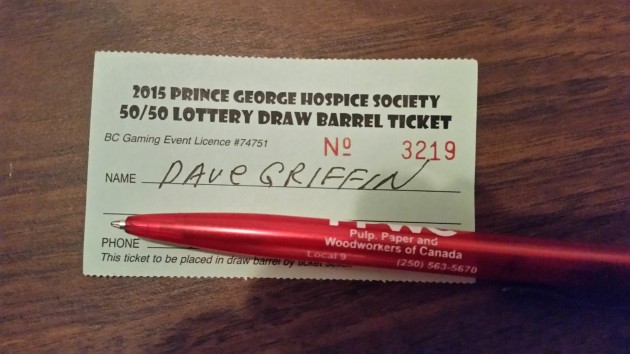 2015 PRINCE GEORGE HOSPICE SOCIETY
50/50 LOTTERY DRAW BARREL TICKET
BC Gaming Event Licence #74751
Nº 3219
NAME DAVE GRIFFIN
PHONE
This ticket to be placed in draw barrel by
Pulp, Paper and
Woodworkers of Canada
Local 9
(250) 563-5670